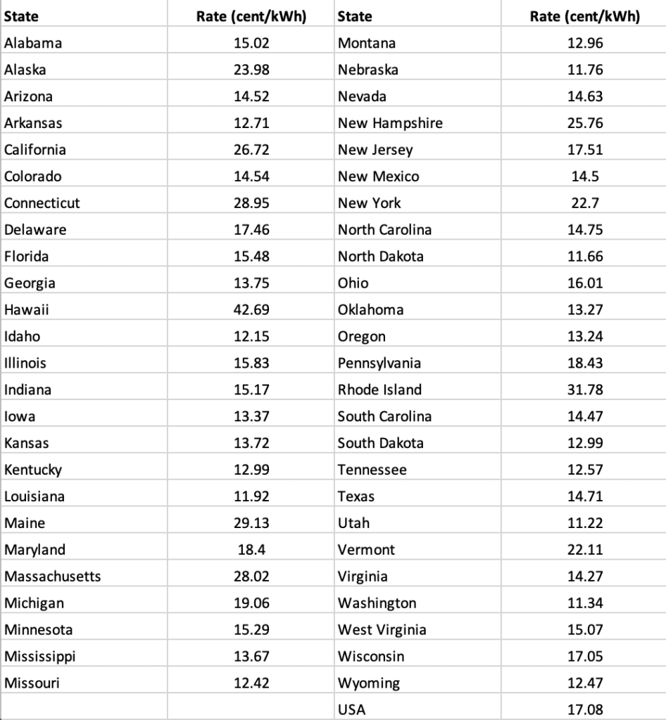 State Rate (cent/kWh) State Rate (cent/kWh)
Alabama 15.02 Montana 12.96
Alaska 23.98 Nebraska 11.76
Arizona 14.52 Nevada 14.63
Arkansas 12.71 New Hampshire 25.76
California 26.72 New Jersey 17.51
Colorado 14.54 New Mexico 14.5
Connecticut 28.95 New York 22.7
Delaware 17.46 North Carolina 14.75
Florida 15.48 North Dakota 11.66
Georgia 13.75 Ohio 16.01
Hawaii 42.69 Oklahoma 13.27
Idaho 12.15 Oregon 13.24
Illinois 15.83 Pennsylvania 18.43
Indiana 15.17 Rhode Island 31.78
Iowa 13.37 South Carolina 14.47
Kansas 13.72 South Dakota 12.99
Kentucky 12.99 Tennessee 12.57
Louisiana 11.92 Texas 14.71
Maine 29.13 Utah 11.22
Maryland 18.4 Vermont 22.11
Massachusetts 28.02 Virginia 14.27
Michigan 19.06 Washington 11.34
Minnesota 15.29 West Virginia 15.07
Mississippi 13.67 Wisconsin 17.05
Missouri 12.42 Wyoming 12.47
USA 17.08